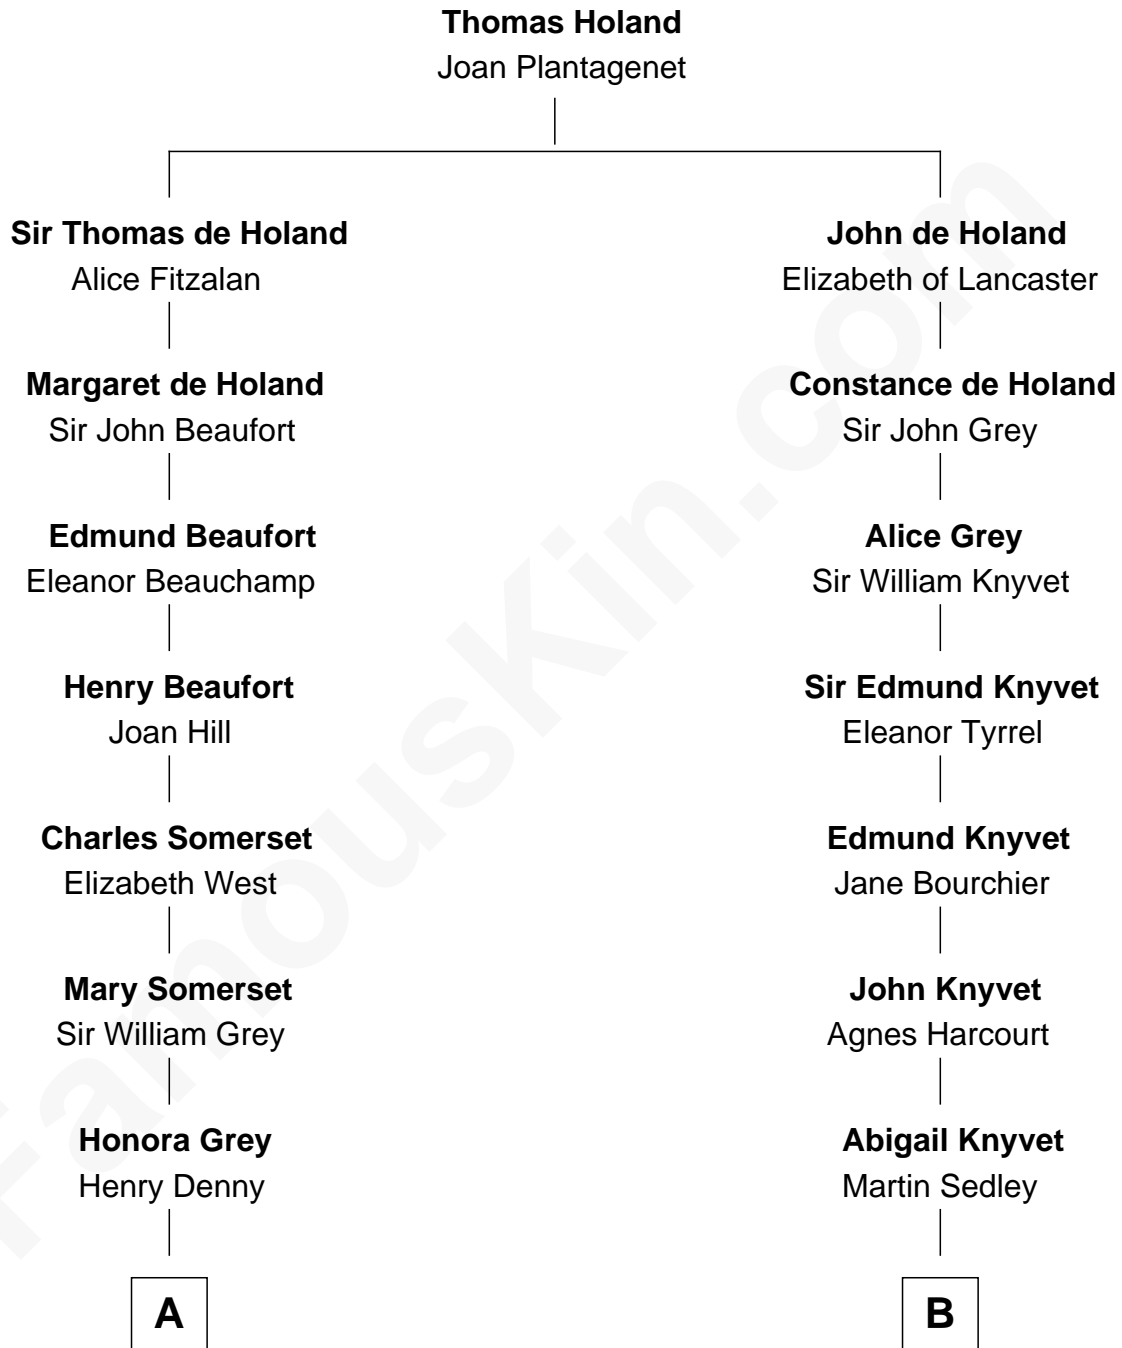 Thomas Holand
Joan Plantagenet
Sir Thomas de Holand
Alice Fitzalan
Margaret de Holand
Sir John Beaufort
Edmund Beaufort
Eleanor Beauchamp
Henry Beaufort
Joan Hill
Charles Somerset
Elizabeth West
Mary Somerset
Sir William Grey
Honora Grey
Henry Denny
A
John de Holand
Elizabeth of Lancaster
Constance de Holand
Sir John Grey
Alice Grey
Sir William Knyvet
Sir Edmund Knyvet
Eleanor Tyrrel
Edmund Knyvet
Jane Bourchier
John Knyvet
Agnes Harcourt
Abigail Knyvet
Martin Sedley
B
FamousKin.com